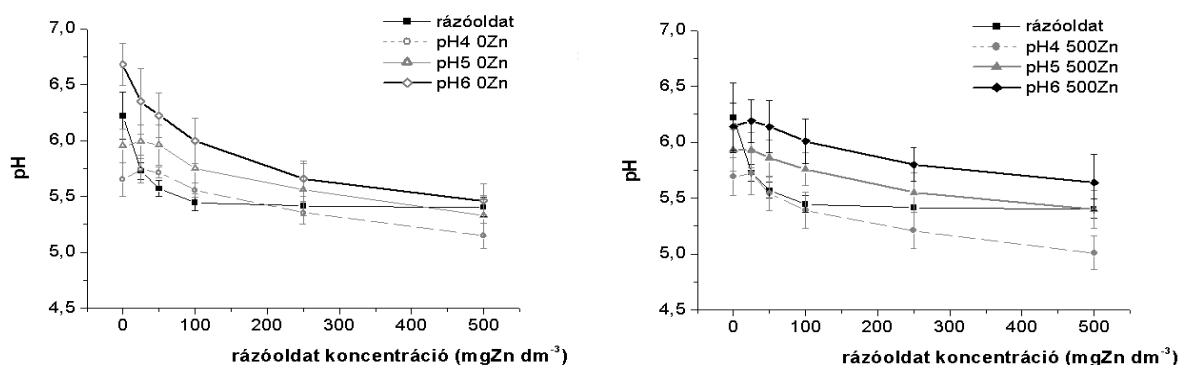 7,0
6,5
6,0
5,5
5,0
4,5
pH
0
100
200
300
400
500
rázóoldat koncentráció (mgZn dm-3)
rázóoldat
pH4 0Zn
pH5 0Zn
pH6 0Zn
7,0
6,5
6,0
5,5
5,0
4,5
pH
0
100
200
300
400
500
rázóoldat koncentráció (mgZn dm-3)
rázóoldat
pH4 500Zn
pH5 500Zn
pH6 500Zn